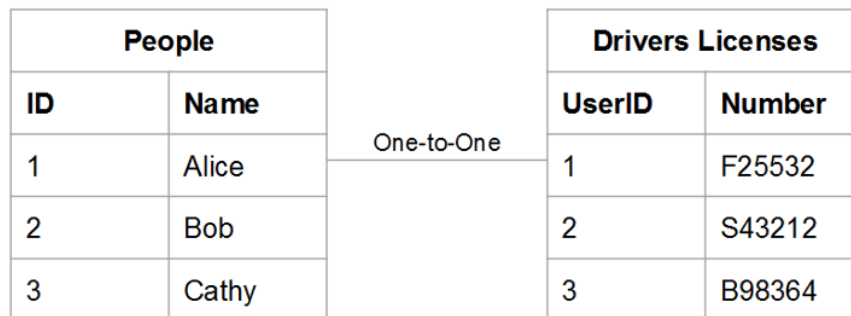 People
ID Name
1 Alice
2 Bob
3 Cathy
One-to-One
Drivers Licenses
UserID Number
1 F25532
2 S43212
3 B98364